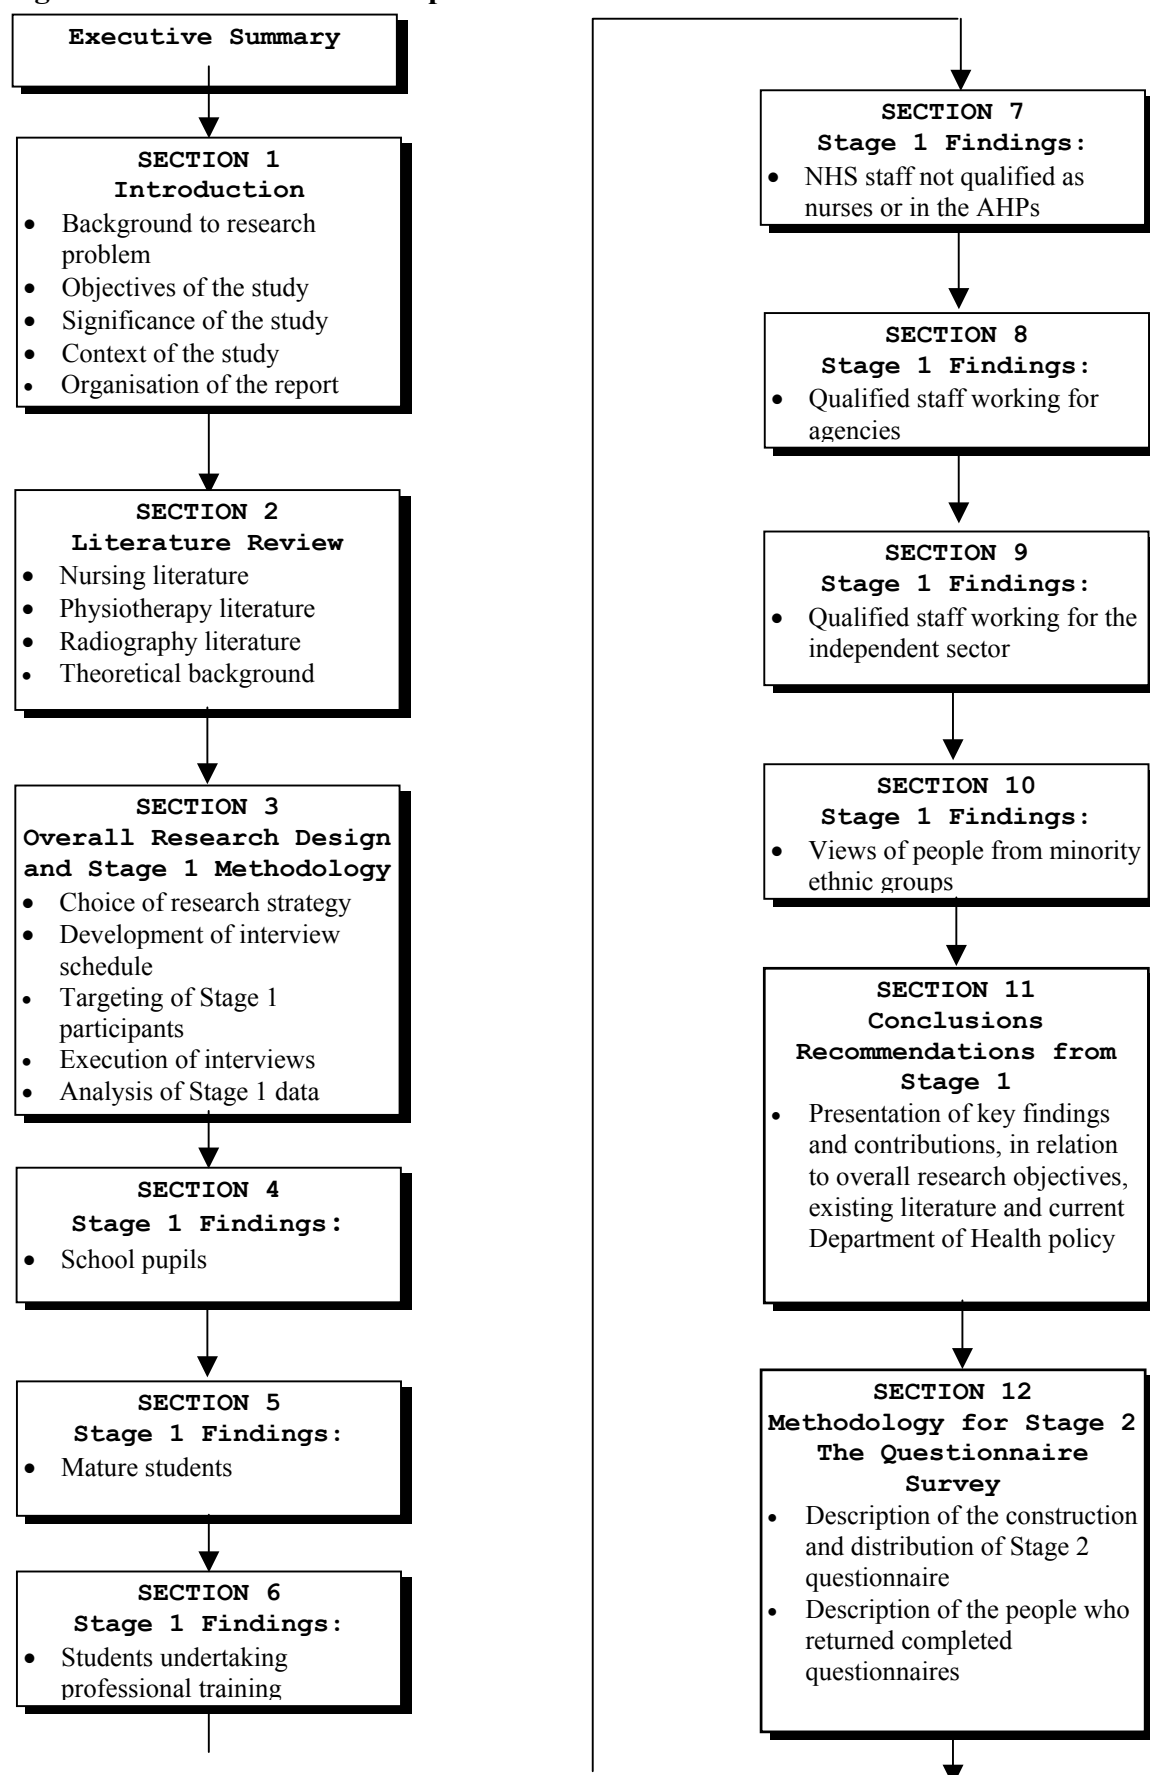 Executive Summary
SECTION 1
Introduction
• Background to research
problem
• Objectives of the study
• Significance of the study
• Context of the study
• Organisation of the report
SECTION 2
Literature Review
• Nursing literature
• Physiotherapy literature
• Radiography literature
• Theoretical background
SECTION 3
Overall Research Design
and Stage 1 Methodology
• Choice of research strategy
• Development of interview
schedule
• Targeting of Stage 1
participants
• Execution of interviews
• Analysis of Stage 1 data
SECTION 4
Stage 1 Findings:
• School pupils
SECTION 5
Stage 1 Findings:
• Mature students
SECTION 6
Stage 1 Findings:
• Students undertaking
professional training
SECTION 7
Stage 1 Findings:
• NHS staff not qualified as
nurses or in the AHPs
SECTION 8
Stage 1 Findings:
• Qualified staff working for
agencies
SECTION 9
Stage 1 Findings:
• Qualified staff working for the
independent sector
SECTION 10
Stage 1 Findings:
• Views of people from minority
ethnic groups
SECTION 11
Conclusions
Recommendations from
Stage 1
• Presentation of key findings
and contributions, in relation
to overall research objectives,
existing literature and current
Department of Health policy
SECTION 12
Methodology for Stage 2
The Questionnaire
Survey
• Description of the construction
and distribution of Stage 2
questionnaire
• Description of the people who
returned completed
questionnaires